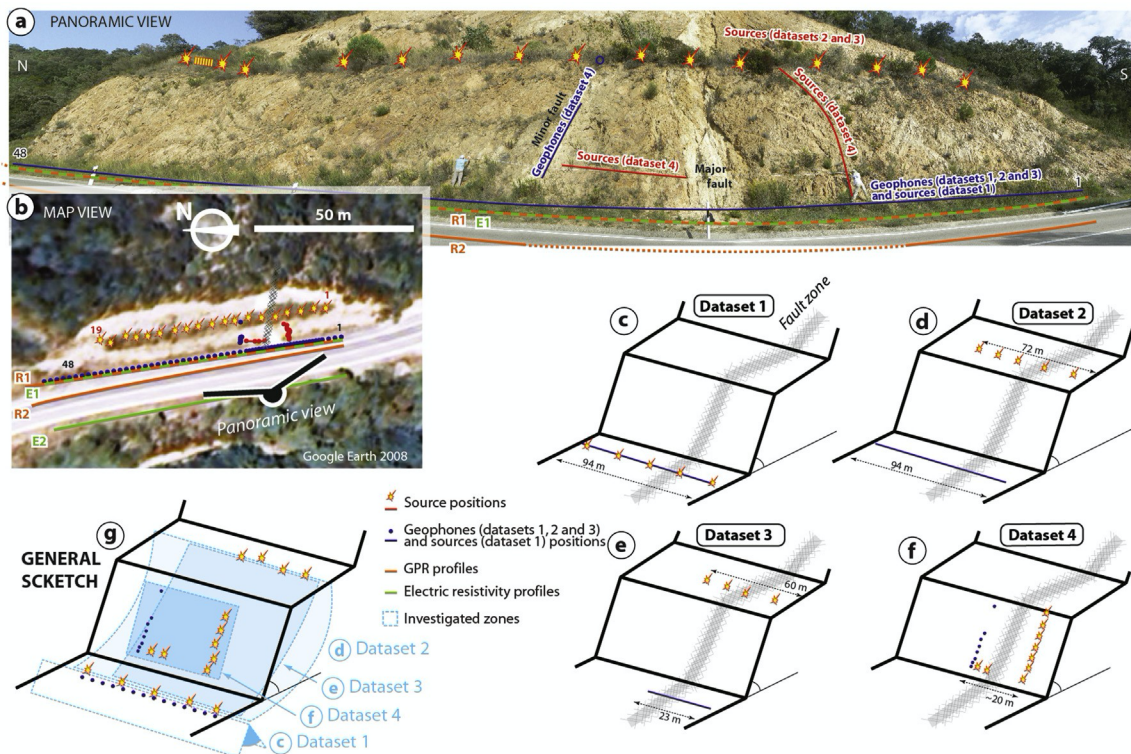 a
PANORAMIC VIEW
N
S
Sources (datasets 2 and 3)
Minor fault
Geophones (dataset 4)
Sources (dataset 4)
Sources (dataset 4)
Major
fault
Geophones (datasets 1, 2 and 3)
and sources (dataset 1)
48
1
R1
E1
R2
b
MAP VIEW
N
50 m
19
1
48
1
R1
E1
R2
E2
Panoramic view
Google Earth 2008
c
Dataset 1
Fault zone
94 m
d
Dataset 2
72 m
94 m
e
Dataset 3
60 m
23 m
f
Dataset 4
~20 m
g
GENERAL
SCKETCH
d Dataset 2
e Dataset 3
f Dataset 4
c Dataset 1
Source positions
Geophones (datasets 1, 2 and 3)
and sources (dataset 1) positions
GPR profiles
Electric resistivity profiles
Investigated zones